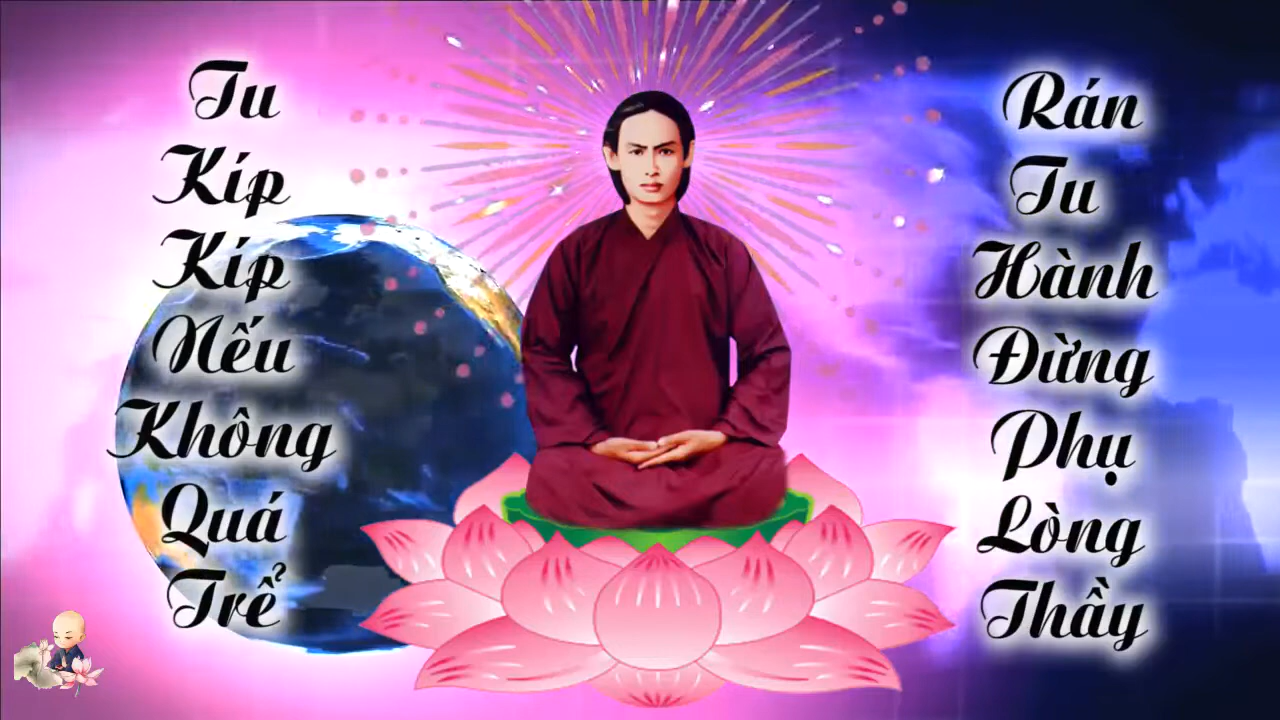 Tu
Kíp
Kíp
Nếu
Không
Quá
Trể
Rán
Tu
Hành
Đừng
Phụ
Lòng
Thầy